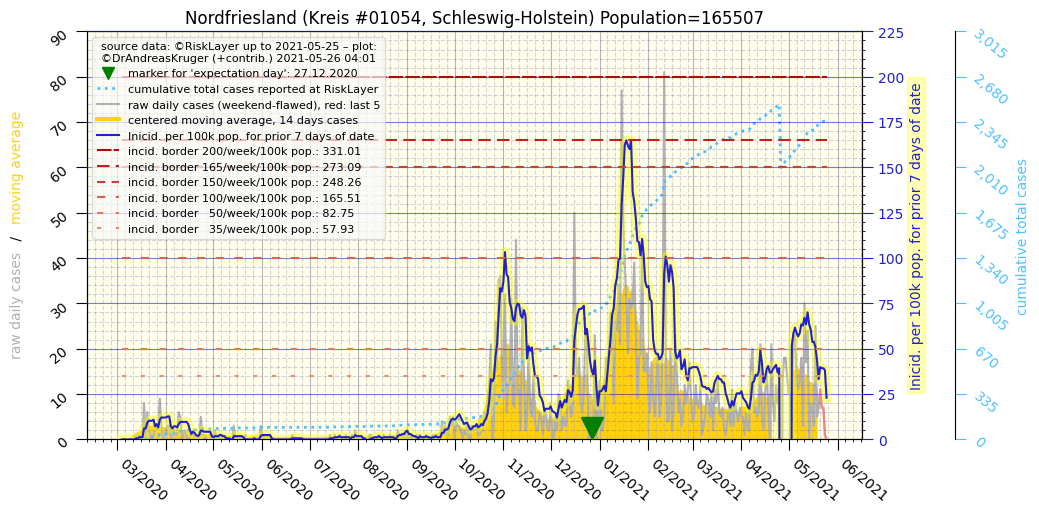 Nordfriesland (Kreis #01054, Schleswig-Holstein) Population=165507
source data: ©RiskLayer up to 2021-05-25 – plot:
©DrAndreasKruger (+contrib.) 2021-05-26 04:01
marker for 'expectation day': 27.12.2020
cumulative total cases reported at RiskLayer
raw daily cases (weekend-flawed), red: last 5
centered moving average, 14 days cases
Inicid. per 100k pop. for prior 7 days of date
incid. border 200/week/100k pop.: 331.01
incid. border 165/week/100k pop.: 273.09
incid. border 150/week/100k pop.: 248.26
incid. border 100/week/100k pop.: 165.51
incid. border 50/week/100k pop.: 82.75
incid. border 35/week/100k pop.: 57.93
raw daily cases / moving average
90
80
70
60
50
40
30
20
10
0
225
200
175
150
125
100
75
50
25
0
Inicid. per 100k pop. for prior 7 days of date
3,015
2,680
2,345
2,010
1,675
1,340
1,005
670
335
0
cumulative total cases
03/2020
04/2020
05/2020
06/2020
07/2020
08/2020
09/2020
10/2020
11/2020
12/2020
01/2021
02/2021
03/2021
04/2021
05/2021
06/2021